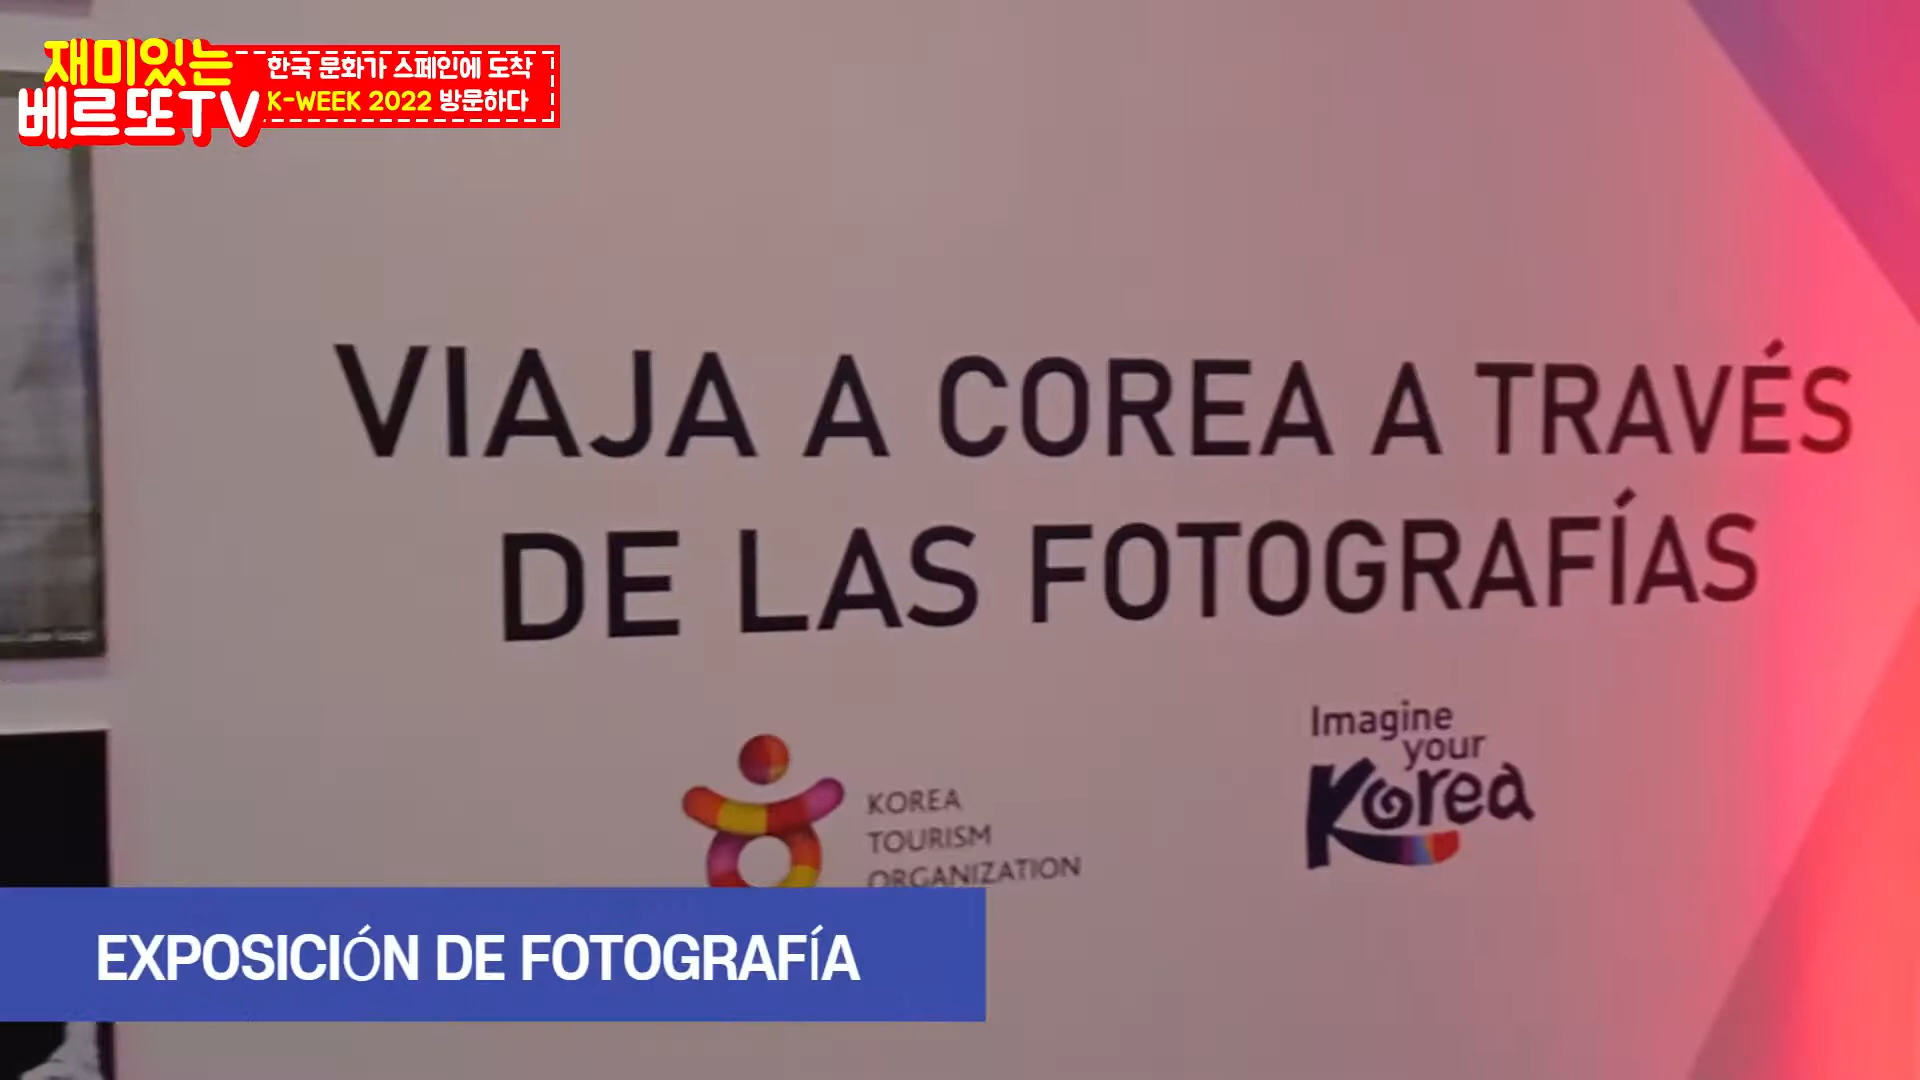 재미있는
베르또TV
한국 문화가 스페인에 도착
K-WEEK 2022 방문하다
VIAJA A COREA A TRAVÉS
DE LAS FOTOGRAFÍAS
KOREA
TOURISM
ORGANIZATION
Imagine
your
Korea
EXPOSICIÓN DE FOTOGRAFÍA